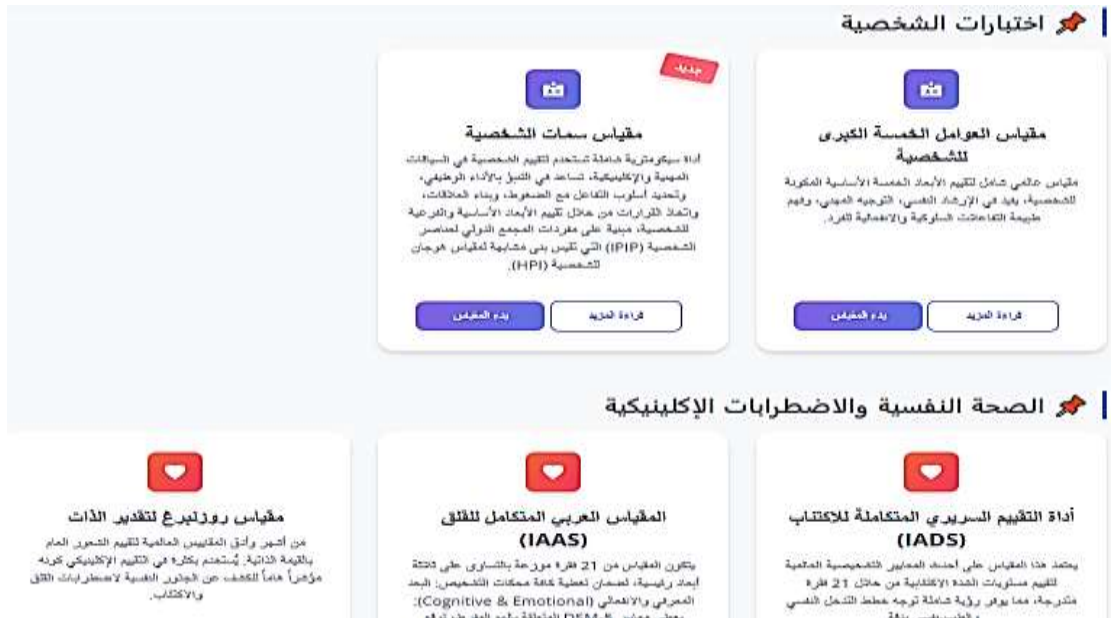 اختبارات الشخصية
مقياس العوامل الخمسة الكبرى
للشخصية
مقياس عالمي شامل لتقييم الأبعاد الخمسة الأساسية المكونة
للشخصية، يفيد في الإرشاد النفسي، التوجيه المهني، وفهم
طبيعة التفاعلات السلوكية والانفعالية للفرد.
قراءة المزيد
بدء المقياس
جديد
مقياس سمات الشخصية
أداة سيكومترية شاملة تستخدم لتقييم الشخصية في السياقات
المهنية والإكلينيكية، تساعد في التنبؤ بالأداء الوظيفي،
وتحديد أسلوب التفاعل مع الضغوط، وبناء العلاقات،
واتخاذ القرارات من خلال تقييم الأبعاد الأساسية والفرعية
للشخصية، مبنية على مفردات المجمع الدولي لعناصر
الشخصية (IPIP) التي تقيس بنى مشابهة لمقياس هوجان
للشخصية (HPI).
قراءة المزيد
بدء المقياس
الصحة النفسية والاضطرابات الإكلينيكية
أداة التقييم السريري المتكاملة للاكتئاب
(IADS)
يعتمد هذا المقياس على أحدث المعايير التشخيصية العالمية
لتقييم مستويات الشدة الاكتئابية من خلال 21 فقرة
متدرجة، مما يوفر رؤية شاملة توجه خطط التدخل النفسي
المقياس العربي المتكامل للقلق
(IAAS)
يتكون المقياس من 21 فقرة موزعة بالتساوي على ثلاثة
أبعاد رئيسية، لضمان تغطية كافة محكات التشخيص: البعد
المعرفي والانفعالي (Cognitive & Emotional):
مقياس روزنبرغ لتقدير الذات
من أشهر وأدق المقاييس العالمية لتقييم الشعور العام
بالقيمة الذاتية. يُستخدم بكثرة في التقييم الإكلينيكي كونه
مؤشراً هاماً للكشف عن الجذور النفسية لاضطرابات القلق
والاكتئاب.